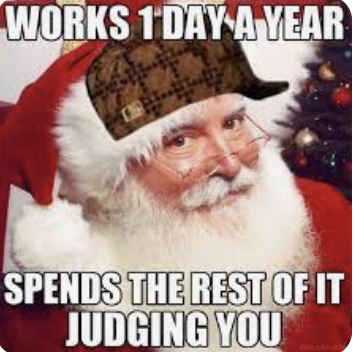 WORKS 1 DAY A YEAR
SPENDS THE REST OF IT
JUDGING YOU